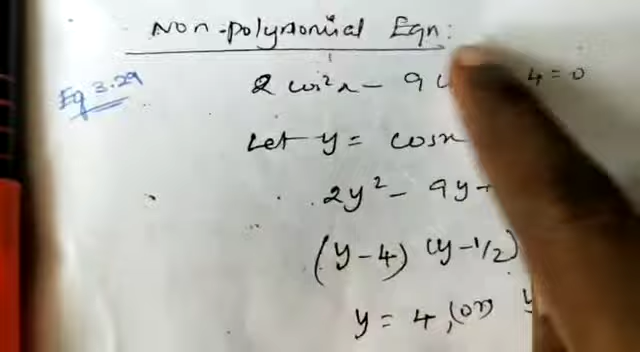 Non-polynomial Eqn:
Eg 3.29
2 cos²x - 9 4 = 0
Let y = cosx
2y² - 9y +
(y-4) (y-1/2)
y = 4, (or) y